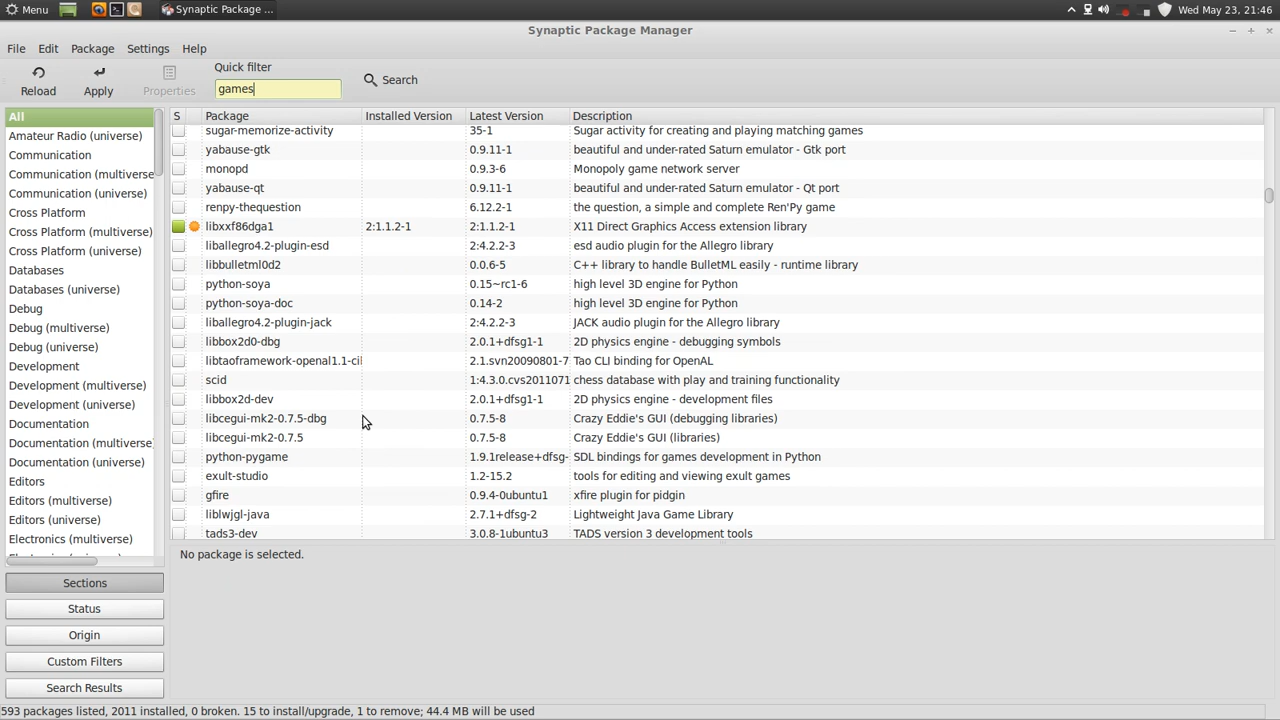 Menu Synaptic Package ... Wed May 23, 21:46
Synaptic Package Manager
File Edit Package Settings Help
Reload Apply Properties Quick filter games Search
All
Amateur Radio (universe)
Communication
Communication (multiverse
Communication (universe)
Cross Platform
Cross Platform (multiverse)
Cross Platform (universe)
Databases
Databases (universe)
Debug
Debug (multiverse)
Debug (universe)
Development
Development (multiverse)
Development (universe)
Documentation
Documentation (multiverse
Documentation (universe)
Editors
Editors (multiverse)
Editors (universe)
Electronics (multiverse)
Sections
Status
Origin
Custom Filters
Search Results
S Package Installed Version Latest Version Description
sugar-memorize-activity 35-1 Sugar activity for creating and playing matching games
yabause-gtk 0.9.11-1 beautiful and under-rated Saturn emulator - Gtk port
monopd 0.9.3-6 Monopoly game network server
yabause-qt 0.9.11-1 beautiful and under-rated Saturn emulator - Qt port
renpy-thequestion 6.12.2-1 the question, a simple and complete Ren'Py game
libxxf86dga1 2:1.1.2-1 2:1.1.2-1 X11 Direct Graphics Access extension library
liballegro4.2-plugin-esd 2:4.2.2-3 esd audio plugin for the Allegro library
libbulletml0d2 0.0.6-5 C++ library to handle BulletML easily - runtime library
python-soya 0.15~rc1-6 high level 3D engine for Python
python-soya-doc 0.14-2 high level 3D engine for Python
liballegro4.2-plugin-jack 2:4.2.2-3 JACK audio plugin for the Allegro library
libbox2d0-dbg 2.0.1+dfsg1-1 2D physics engine - debugging symbols
libtaoframework-openal1.1-cil 2.1.svn20090801-7 Tao CLI binding for OpenAL
scid 1:4.3.0.cvs2011071 chess database with play and training functionality
libbox2d-dev 2.0.1+dfsg1-1 2D physics engine - development files
libcegui-mk2-0.7.5-dbg 0.7.5-8 Crazy Eddie's GUI (debugging libraries)
libcegui-mk2-0.7.5 0.7.5-8 Crazy Eddie's GUI (libraries)
python-pygame 1.9.1release+dfsg- SDL bindings for games development in Python
exult-studio 1.2-15.2 tools for editing and viewing exult games
gfire 0.9.4-0ubuntu1 xfire plugin for pidgin
liblwjgl-java 2.7.1+dfsg-2 Lightweight Java Game Library
tads3-dev 3.0.8-1ubuntu3 TADS version 3 development tools
No package is selected.
593 packages listed, 2011 installed, 0 broken. 15 to install/upgrade, 1 to remove; 44.4 MB will be used